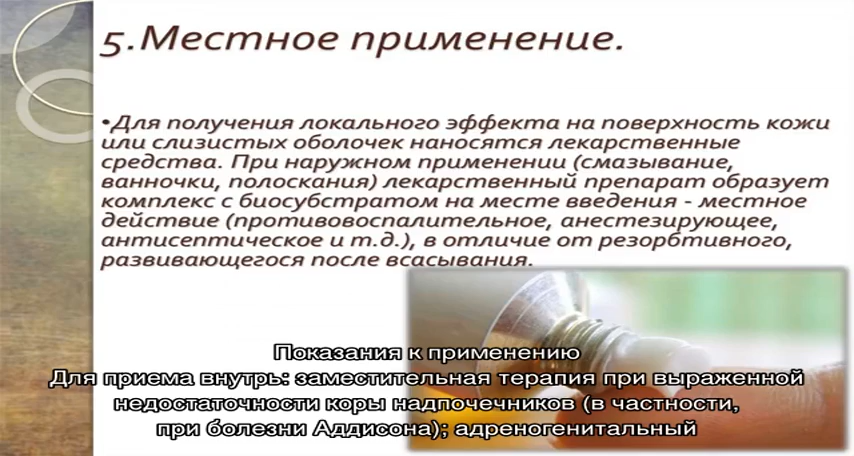 5.Местное применение.
•Для получения локального эффекта на поверхность кожи
или слизистых оболочек наносятся лекарственные
средства. При наружном применении (смазывание,
ванночки, полоскания) лекарственный препарат образует
комплекс с биосубстратом на месте введения - местное
действие (противовоспалительное, анестезирующее,
антисептическое и т.д.), в отличие от резорбтивного,
развивающегося после всасывания.
Показания к применению
Для приема внутрь: заместительная терапия при выраженной
недостаточности коры надпочечников (в частности,
при болезни Аддисона); адреногенитальный